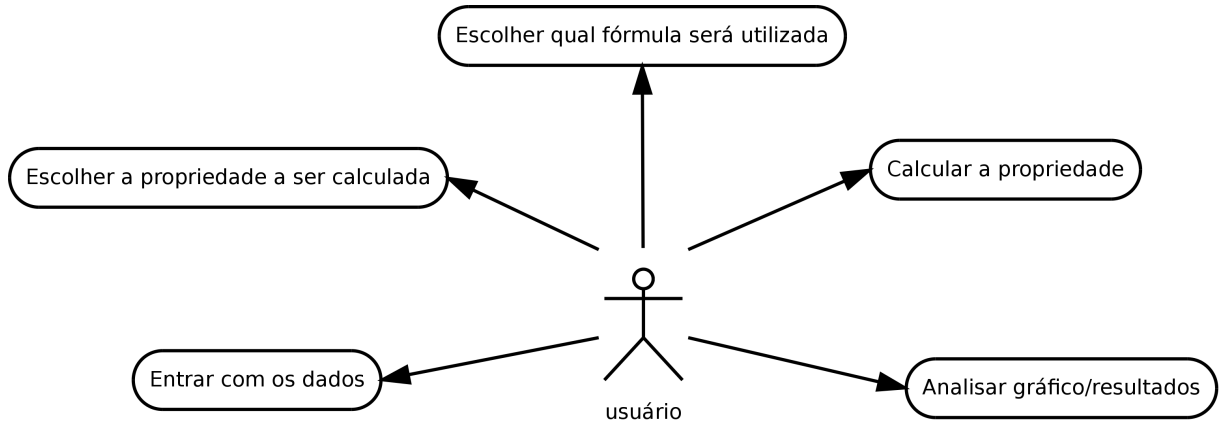 Escolher qual fórmula será utilizada
Escolher a propriedade a ser calculada
Calcular a propriedade
Entrar com os dados
Analisar gráfico/resultados
usuário